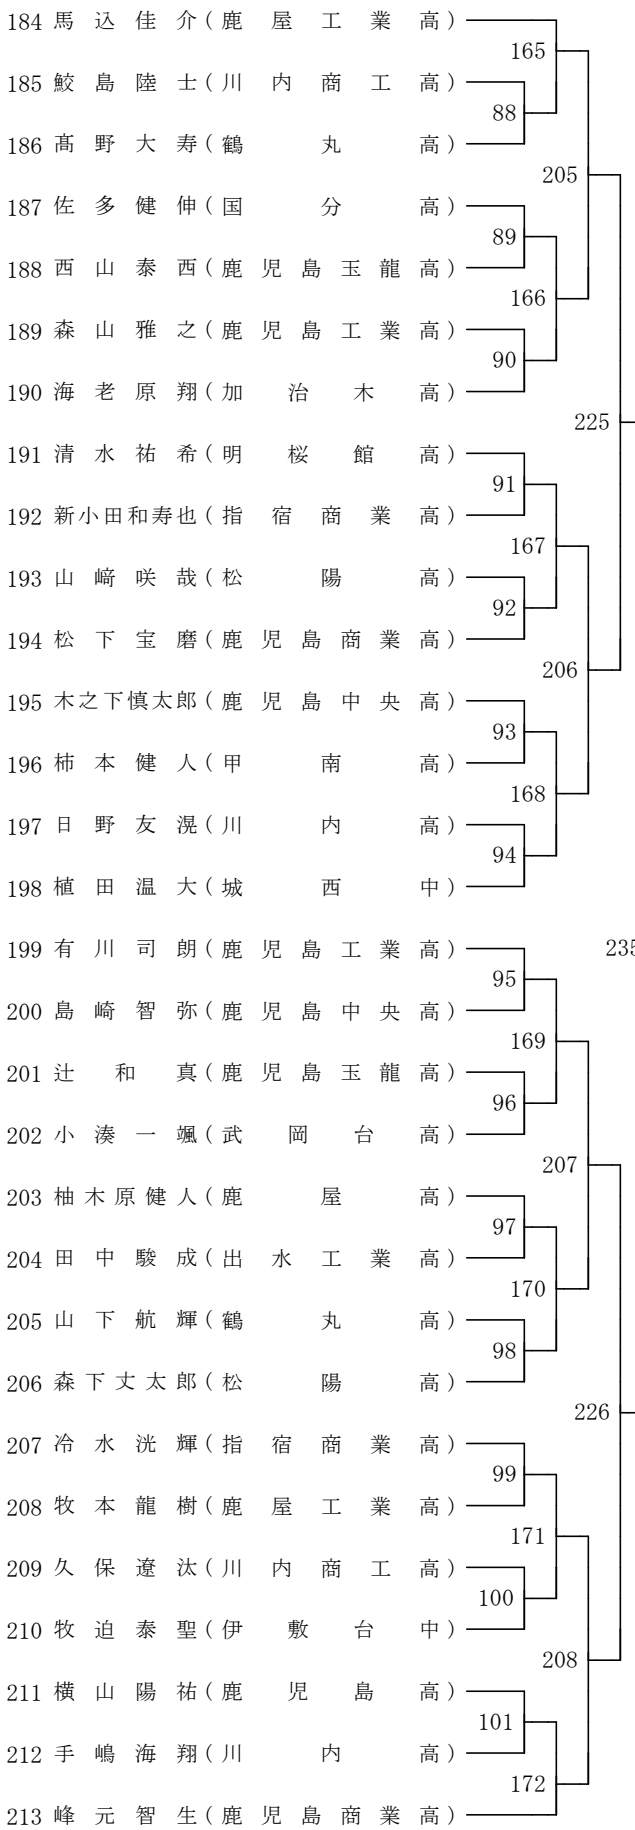 184 馬込佳介(鹿屋工業高)
165
185 鮫島陸士(川内商工高)
88
186 髙野大寿(鶴丸高)
205
187 佐多健伸(国分高)
89
188 西山泰西(鹿児島玉龍高)
166
189 森山雅之(鹿児島工業高)
90
190 海老原翔(加治木高)
225
191 清水祐希(明桜館高)
91
192 新小田和寿也(指宿商業高)
167
193 山﨑咲哉(松陽高)
92
194 松下宝磨(鹿児島商業高)
206
195 木之下慎太郎(鹿児島中央高)
93
196 柿本健人(甲南高)
168
197 日野友滉(川内高)
94
198 植田温大(城西中)
199 有川司朗(鹿児島工業高) 235
95
200 島崎智弥(鹿児島中央高)
169
201 辻和真(鹿児島玉龍高)
96
202 小湊一颯(武岡台高)
207
203 柚木原健人(鹿屋高)
97
204 田中駿成(出水工業高)
170
205 山下航輝(鶴丸高)
98
206 森下丈太郎(松陽高)
226
207 冷水洸輝(指宿商業高)
99
208 牧本龍樹(鹿屋工業高)
171
209 久保遼汰(川内商工高)
100
210 牧迫泰聖(伊敷台中)
208
211 横山陽祐(鹿児島高)
101
212 手嶋海翔(川内高)
172
213 峰元智生(鹿児島商業高)